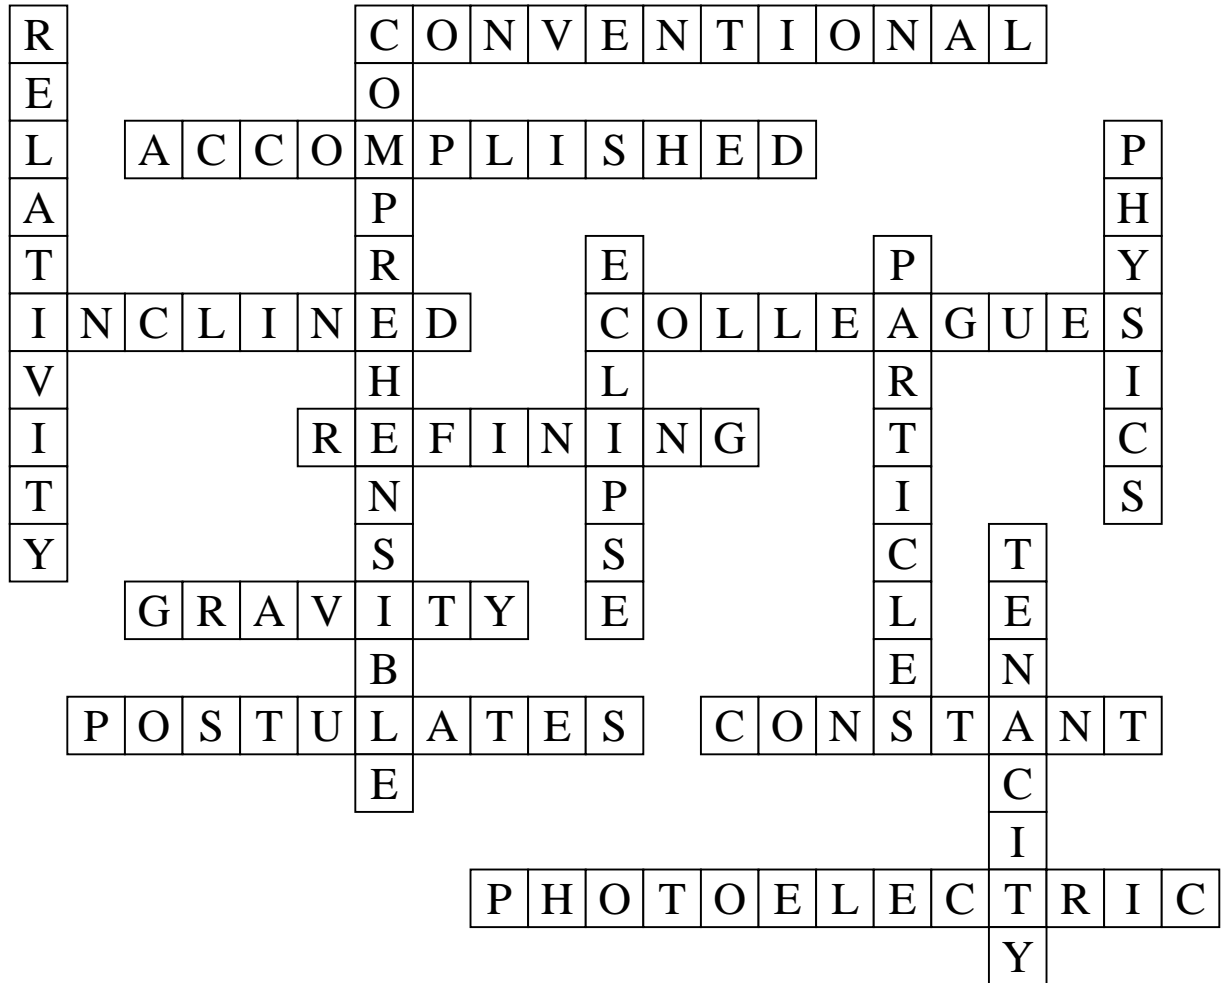 RELATIVITY
CONVENTIONAL
COMPREHENSIBLE
ACCOMPLISHED
PHYSICS
ECLIPSE
PARTICLES
INCLINED
COLLEAGUES
REFINING
TENACITY
GRAVITY
POSTULATES
CONSTANT
PHOTOELECTRIC